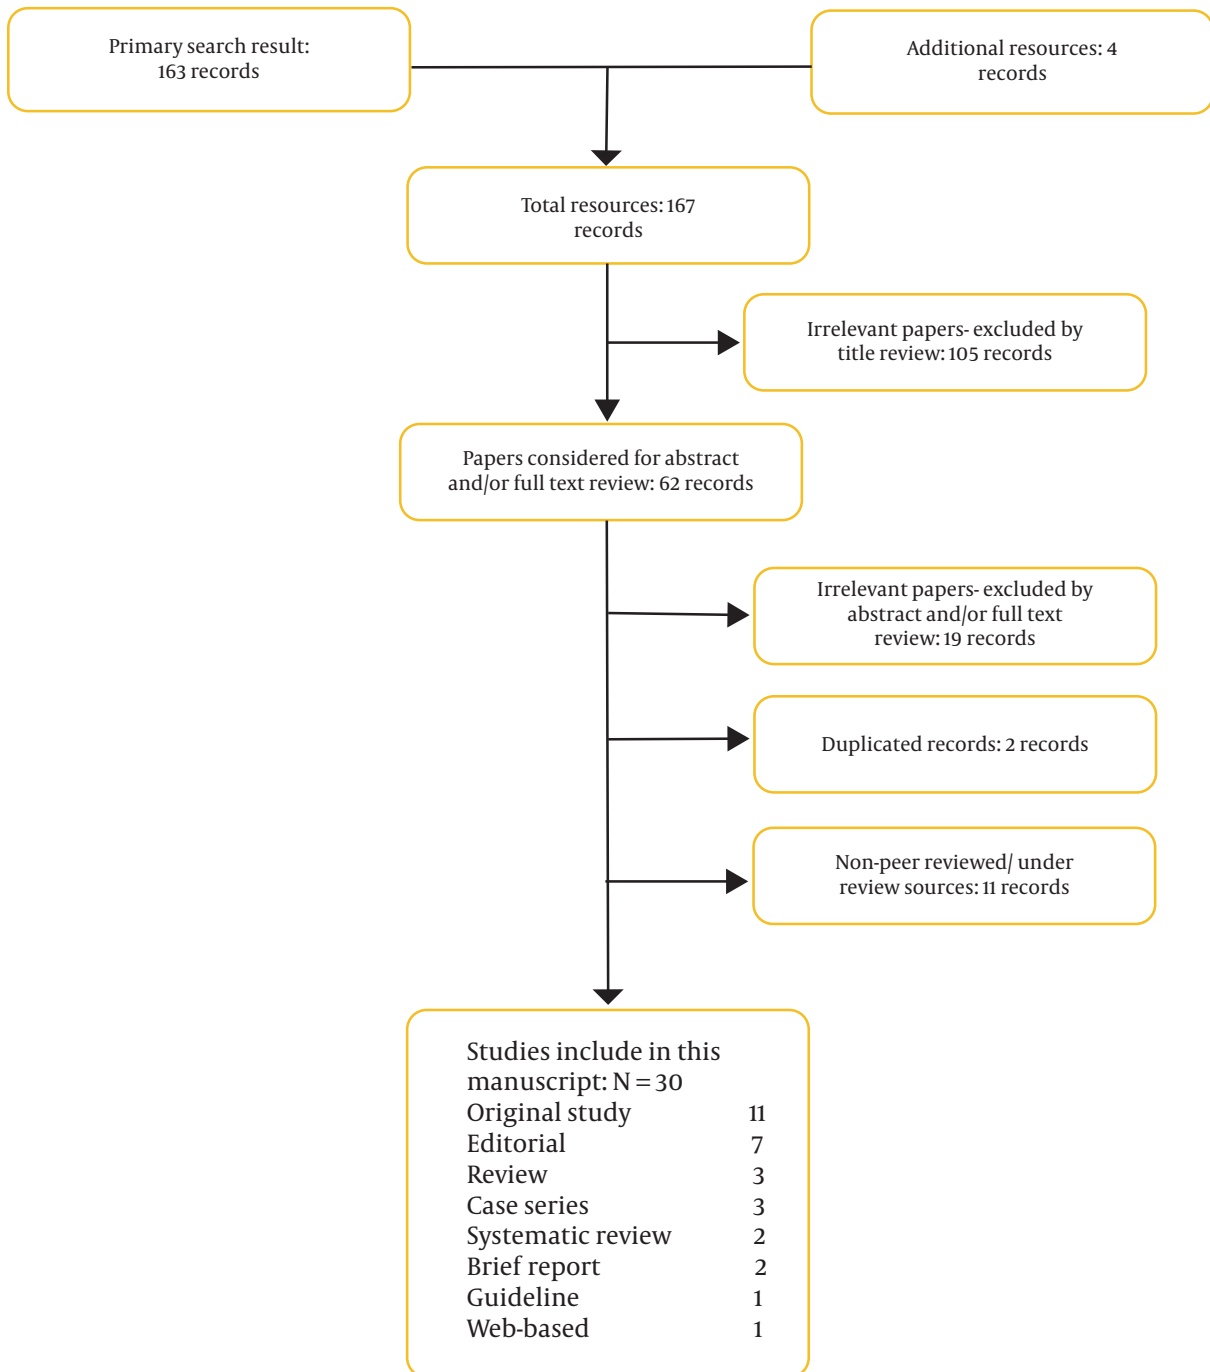 Primary search result:
163 records
Additional resources: 4
records
Total resources: 167
records
Irrelevant papers- excluded by
title review: 105 records
Papers considered for abstract
and/or full text review: 62 records
Irrelevant papers- excluded by
abstract and/or full text
review: 19 records
Duplicated records: 2 records
Non-peer reviewed/ under
review sources: 11 records
Studies include in this
manuscript: N = 30
Original study 11
Editorial 7
Review 3
Case series 3
Systematic review 2
Brief report 2
Guideline 1
Web-based 1